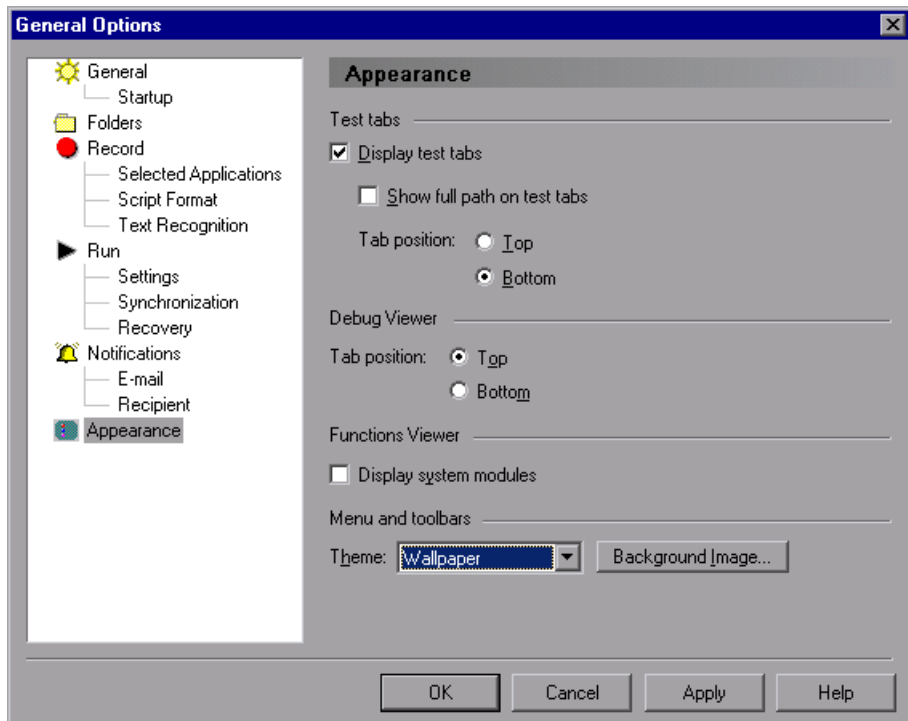 General Options
General
Startup
Folders
Record
Selected Applications
Script Format
Text Recognition
Run
Settings
Synchronization
Recovery
Notifications
E-mail
Recipient
Appearance
Appearance
Test tabs
Display test tabs
Show full path on test tabs
Tab position: Top
Bottom
Debug Viewer
Tab position: Top
Bottom
Functions Viewer
Display system modules
Menu and toolbars
Theme: Wallpaper Background Image...
OK Cancel Apply Help